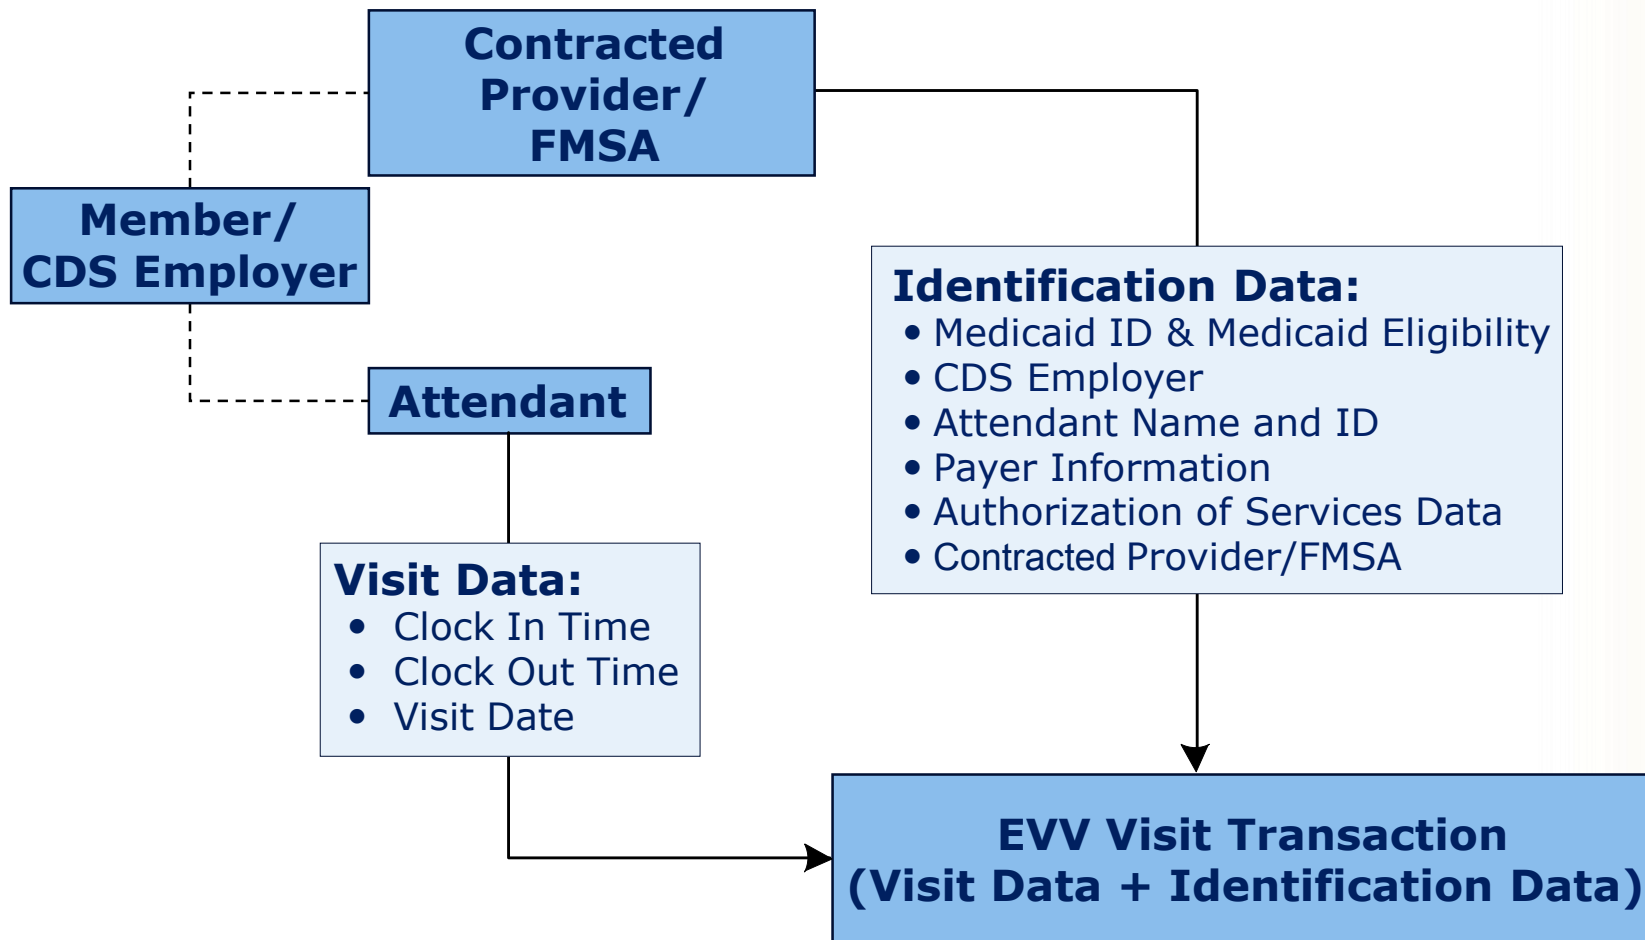 Contracted
Provider/
FMSA
Member/
CDS Employer
Attendant
Visit Data:
• Clock In Time
• Clock Out Time
• Visit Date
Identification Data:
• Medicaid ID & Medicaid Eligibility
• CDS Employer
• Attendant Name and ID
• Payer Information
• Authorization of Services Data
• Contracted Provider/FMSA
EVV Visit Transaction
(Visit Data + Identification Data)